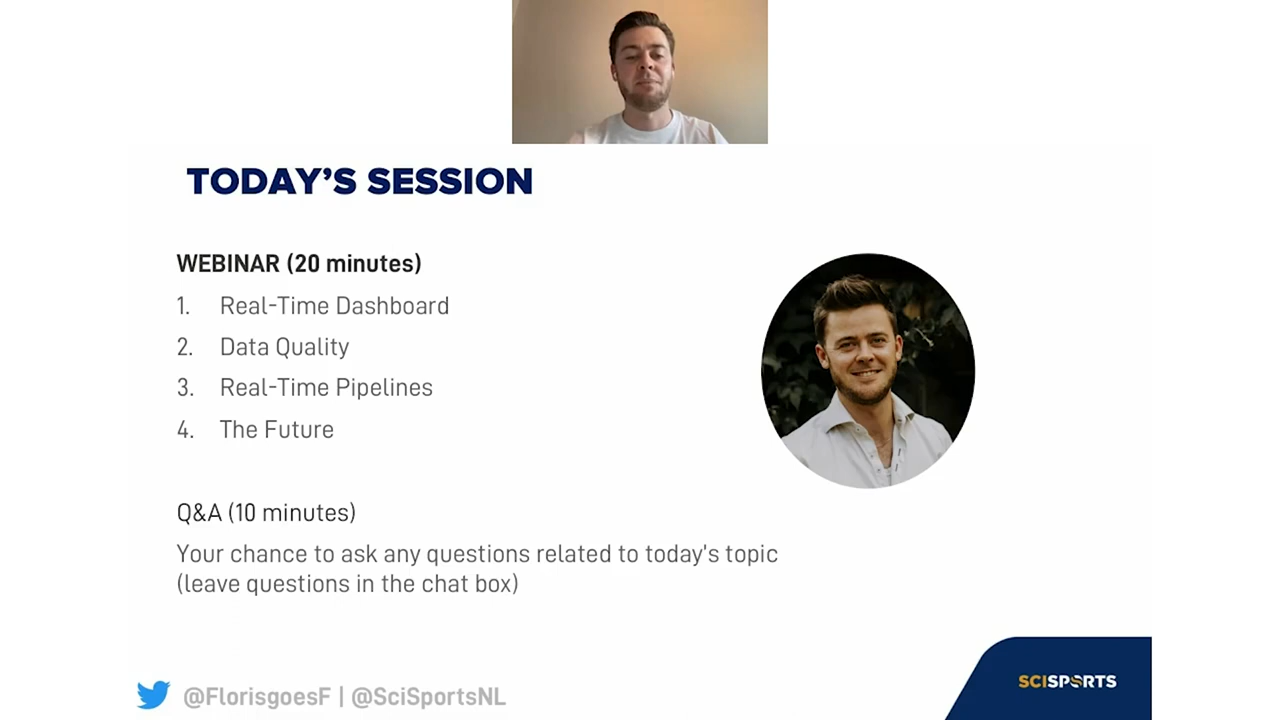 TODAY'S SESSION
WEBINAR (20 minutes)
1. Real-Time Dashboard
2. Data Quality
3. Real-Time Pipelines
4. The Future
Q&A (10 minutes)
Your chance to ask any questions related to today's topic
(leave questions in the chat box)
@FlorisgoesF | @SciSportsNL
SCISPORTS